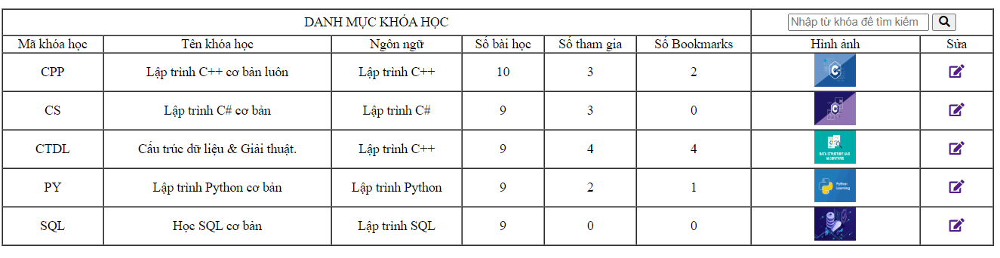 DANH MỤC KHÓA HỌC Nhập từ khóa để tìm kiếm
Mã khóa học Tên khóa học Ngôn ngữ Số bài học Số tham gia Số Bookmarks Hình ảnh Sửa
CPP Lập trình C++ cơ bản luôn Lập trình C++ 10 3 2
CS Lập trình C# cơ bản Lập trình C# 9 3 0
CTDL Cấu trúc dữ liệu & Giải thuật. Lập trình C++ 9 4 4
DATA STRUCTURE AND
ALGORITHMS
PY Lập trình Python cơ bản Lập trình Python 9 2 1
Python
Learning
SQL Học SQL cơ bản Lập trình SQL 9 0 0